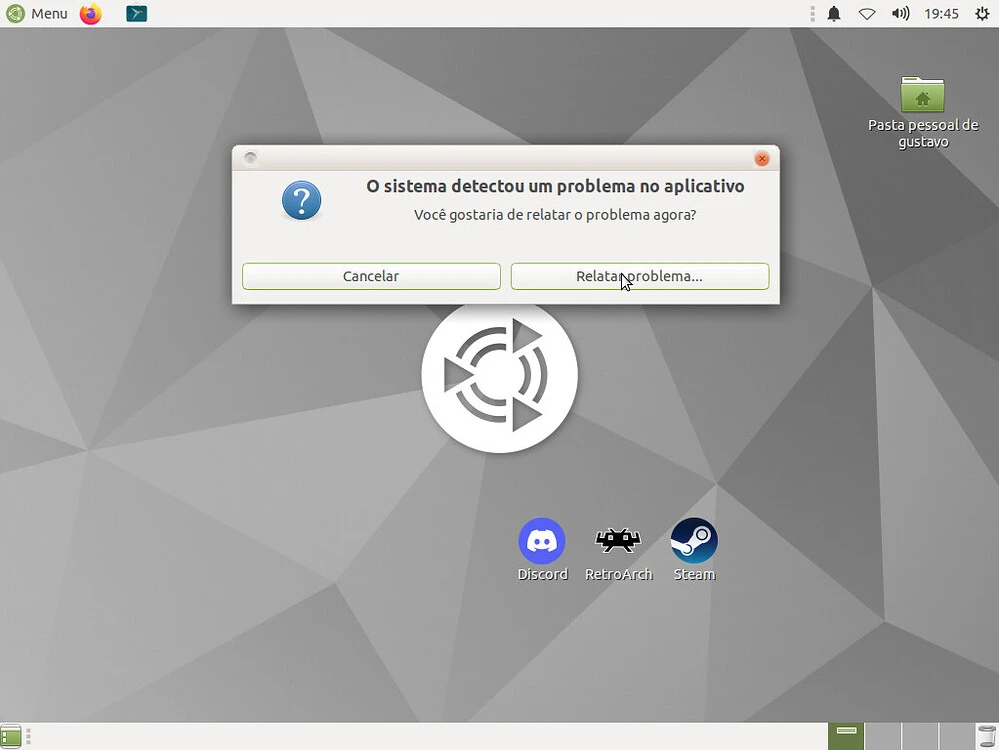 Menu
19:45
Pasta pessoal de
gustavo
O sistema detectou um problema no aplicativo
Você gostaria de relatar o problema agora?
Cancelar
Relatar problema...
Discord
RetroArch
Steam